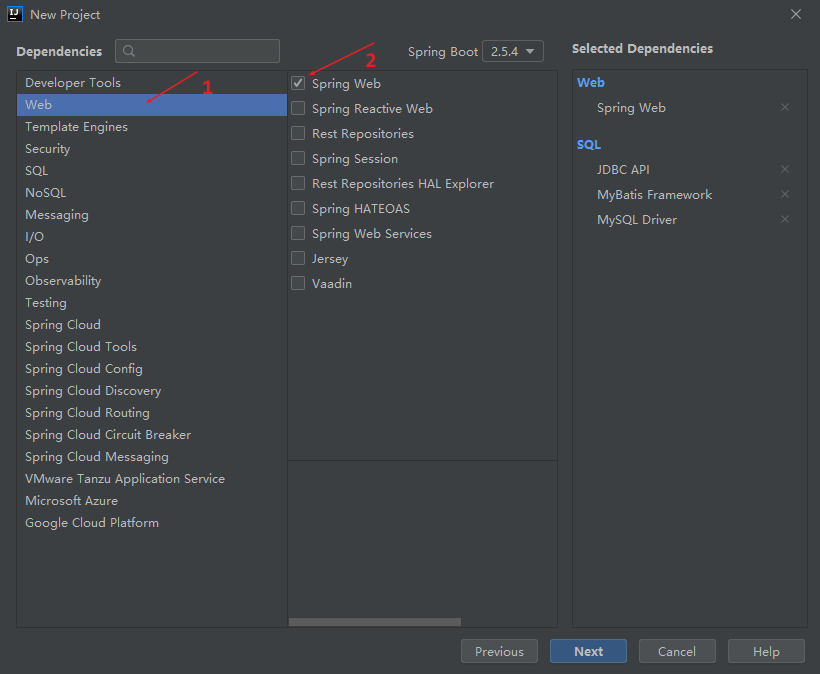 New Project
Dependencies
Spring Boot 2.5.4
Selected Dependencies
Developer Tools
Web
Template Engines
Security
SQL
NoSQL
Messaging
I/O
Ops
Observability
Testing
Spring Cloud
Spring Cloud Tools
Spring Cloud Config
Spring Cloud Discovery
Spring Cloud Routing
Spring Cloud Circuit Breaker
Spring Cloud Messaging
VMware Tanzu Application Service
Microsoft Azure
Google Cloud Platform
1
2
Spring Web
Spring Reactive Web
Rest Repositories
Spring Session
Rest Repositories HAL Explorer
Spring HATEOAS
Spring Web Services
Jersey
Vaadin
Web
Spring Web
SQL
JDBC API
MyBatis Framework
MySQL Driver
Previous
Next
Cancel
Help